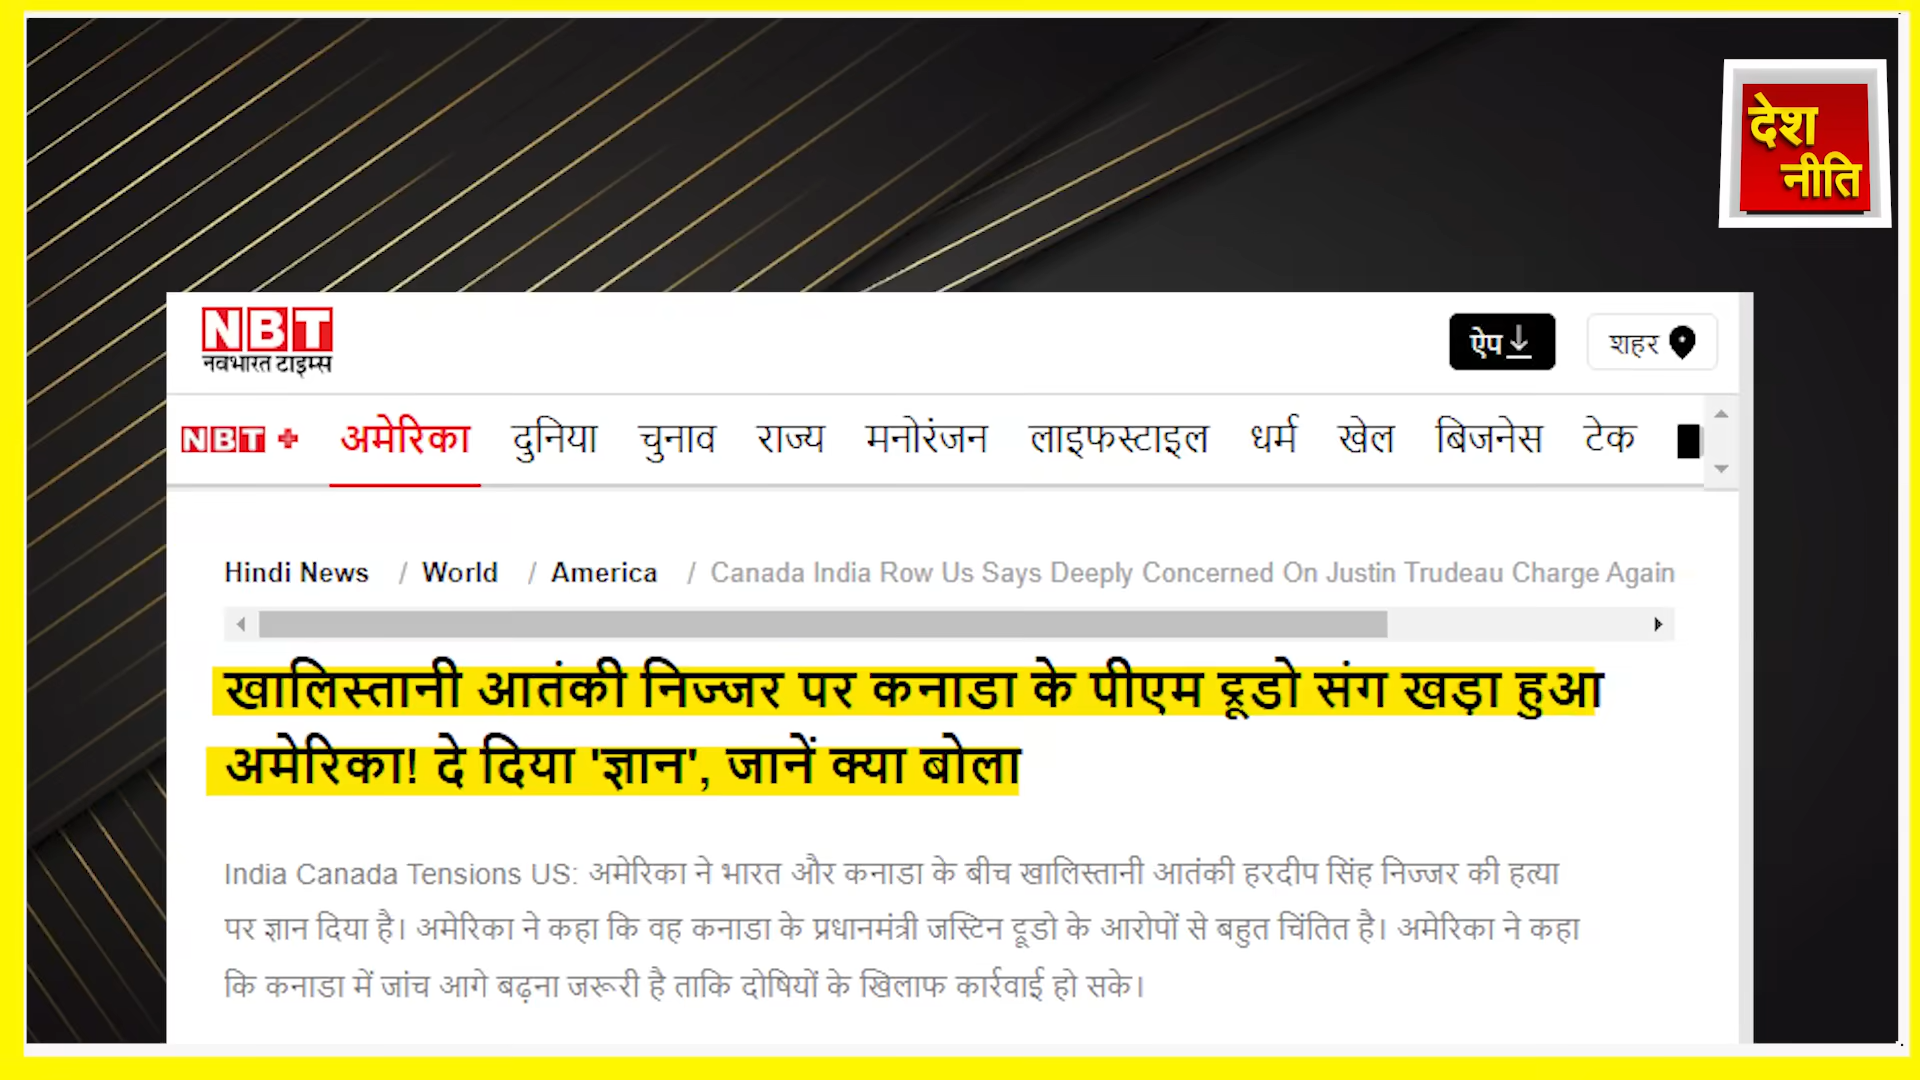 देश
नीति
NBT
नवभारत टाइम्स
ऐप
शहर
NBT + अमेरिका दुनिया चुनाव राज्य मनोरंजन लाइफस्टाइल धर्म खेल बिजनेस टेक
Hindi News / World / America / Canada India Row Us Says Deeply Concerned On Justin Trudeau Charge Again
खालिस्तानी आतंकी निज्जर पर कनाडा के पीएम ट्रूडो संग खड़ा हुआ
अमेरिका! दे दिया 'ज्ञान', जानें क्या बोला
India Canada Tensions US: अमेरिका ने भारत और कनाडा के बीच खालिस्तानी आतंकी हरदीप सिंह निज्जर की हत्या
पर ज्ञान दिया है। अमेरिका ने कहा कि वह कनाडा के प्रधानमंत्री जस्टिन ट्रूडो के आरोपों से बहुत चिंतित है। अमेरिका ने कहा
कि कनाडा में जांच आगे बढ़ना जरूरी है ताकि दोषियों के खिलाफ कार्रवाई हो सके।